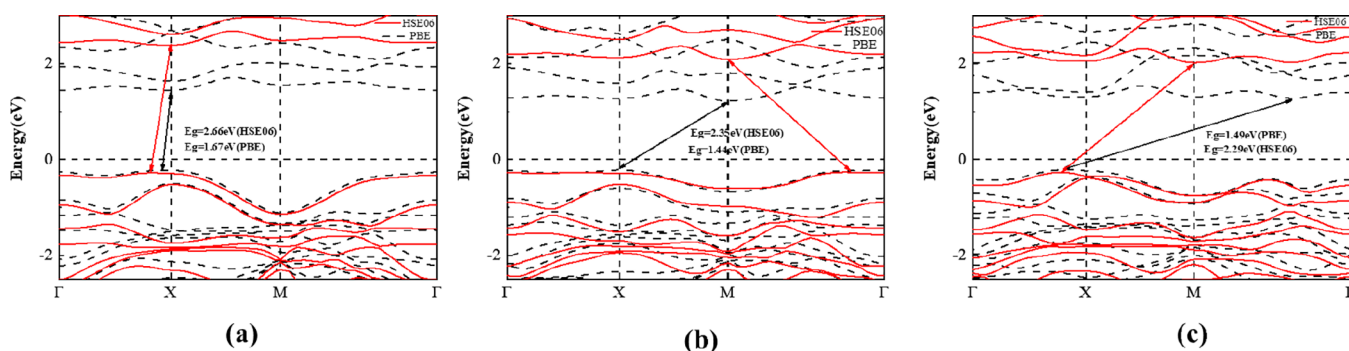 HSE06
PBE
Energy(eV)
2
0
-2
Eg=2.66eV(HSE06)
Eg=1.67eV(PBE)
Γ X M Γ
(a)
HSE06
PBE
Energy(eV)
2
0
-2
Eg=2.35eV(HSE06)
Eg=1.44eV(PBE)
Γ X M Γ
(b)
HSE06
PBE
Energy(eV)
2
0
-2
Eg=1.49eV(PBE)
Eg=2.29eV(HSE06)
Γ X M
(c)